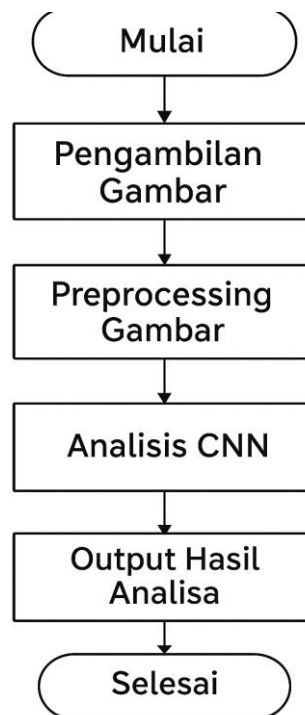 Mulai
Pengambilan
Gambar
Preprocessing
Gambar
Analisis CNN
Output Hasil
Analisa
Selesai